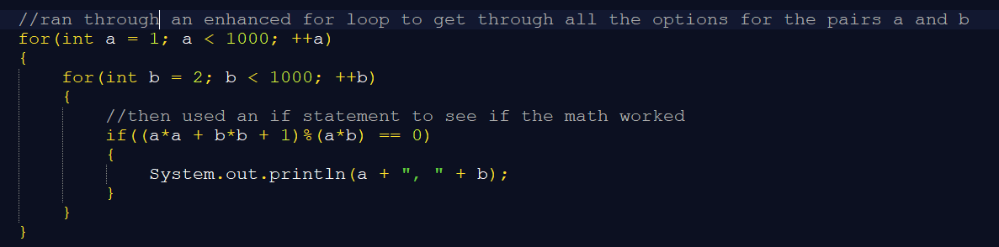 //ran through an enhanced for loop to get through all the options for the pairs a and b
for(int a = 1; a < 1000; ++a)
{
for(int b = 2; b < 1000; ++b)
{
//then used an if statement to see if the math worked
if((a*a + b*b + 1)%(a*b) == 0)
{
System.out.println(a + ", " + b);
}
}
}